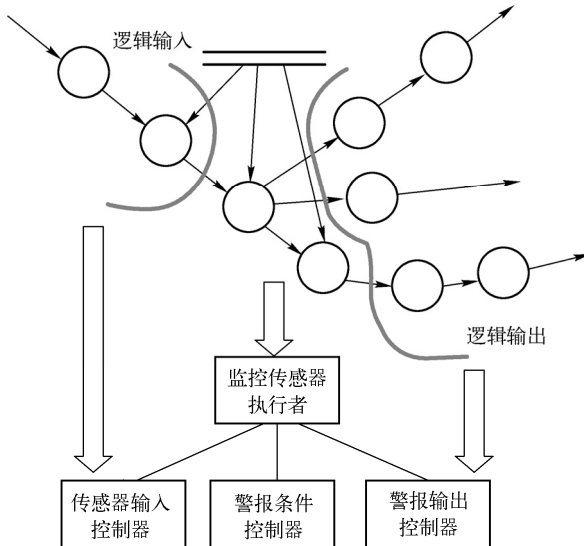 逻辑输入
逻辑输出
监控传感器
执行者
传感器输入
控制器
警报条件
控制器
警报输出
控制器